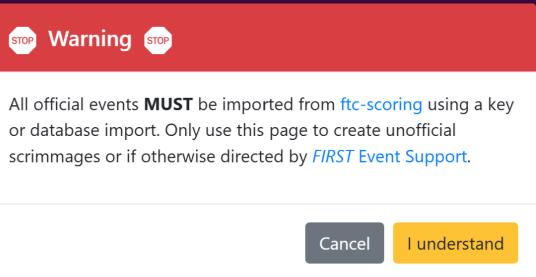 STOP Warning STOP
All official events MUST be imported from ftc-scoring using a key
or database import. Only use this page to create unofficial
scrimmages or if otherwise directed by FIRST Event Support.
Cancel I understand